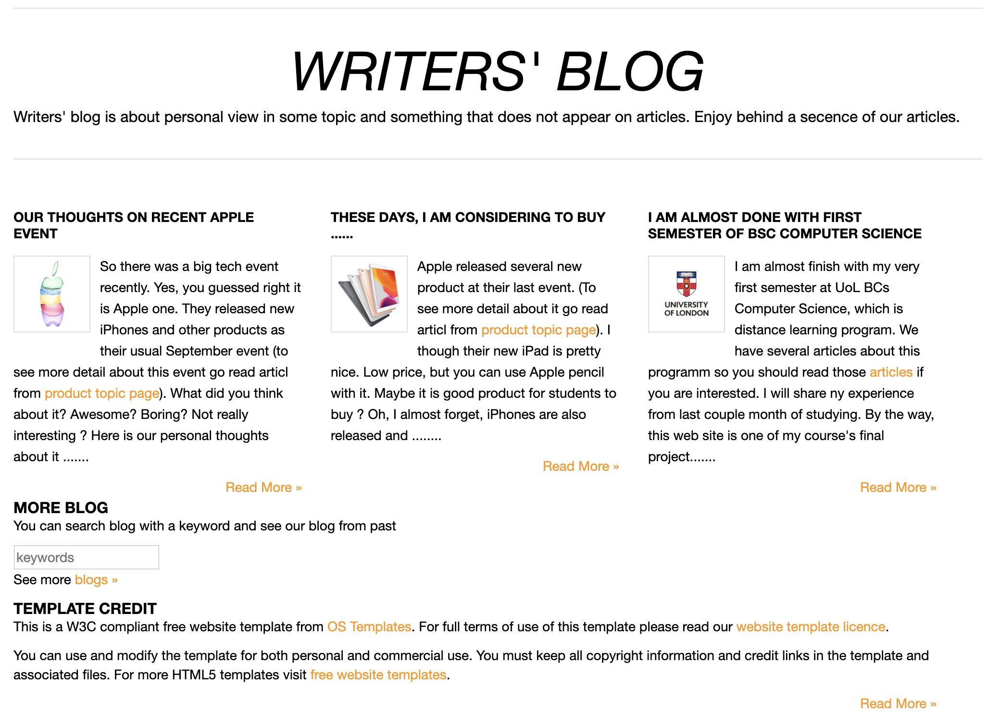 WRITERS' BLOG
Writers' blog is about personal view in some topic and something that does not appear on articles. Enjoy behind a secence of our articles.
OUR THOUGHTS ON RECENT APPLE
EVENT
So there was a big tech event
recently. Yes, you guessed right it
is Apple one. They released new
iPhones and other products as
their usual September event (to
see more detail about this event go read articl
from product topic page). What did you think
about it? Awesome? Boring? Not really
interesting ? Here is our personal thoughts
about it .......
Read More »
THESE DAYS, I AM CONSIDERING TO BUY
......
Apple released several new
product at their last event. (To
see more detail about it go read
articl from product topic page). I
though their new iPad is pretty
nice. Low price, but you can use Apple pencil
with it. Maybe it is good product for students to
buy ? Oh, I almost forget, iPhones are also
released and ........
Read More »
I AM ALMOST DONE WITH FIRST
SEMESTER OF BSC COMPUTER SCIENCE
UNIVERSITY
OF LONDON
I am almost finish with my very
first semester at UoL BCs
Computer Science, which is
distance learning program. We
have several articles about this
programm so you should read those articles if
you are interested. I will share ny experience
from last couple month of studying. By the way,
this web site is one of my course's final
project.......
Read More »
MORE BLOG
You can search blog with a keyword and see our blog from past
keywords
See more blogs »
TEMPLATE CREDIT
This is a W3C compliant free website template from OS Templates. For full terms of use of this template please read our website template licence.
You can use and modify the template for both personal and commercial use. You must keep all copyright information and credit links in the template and
associated files. For more HTML5 templates visit free website templates.
Read More »